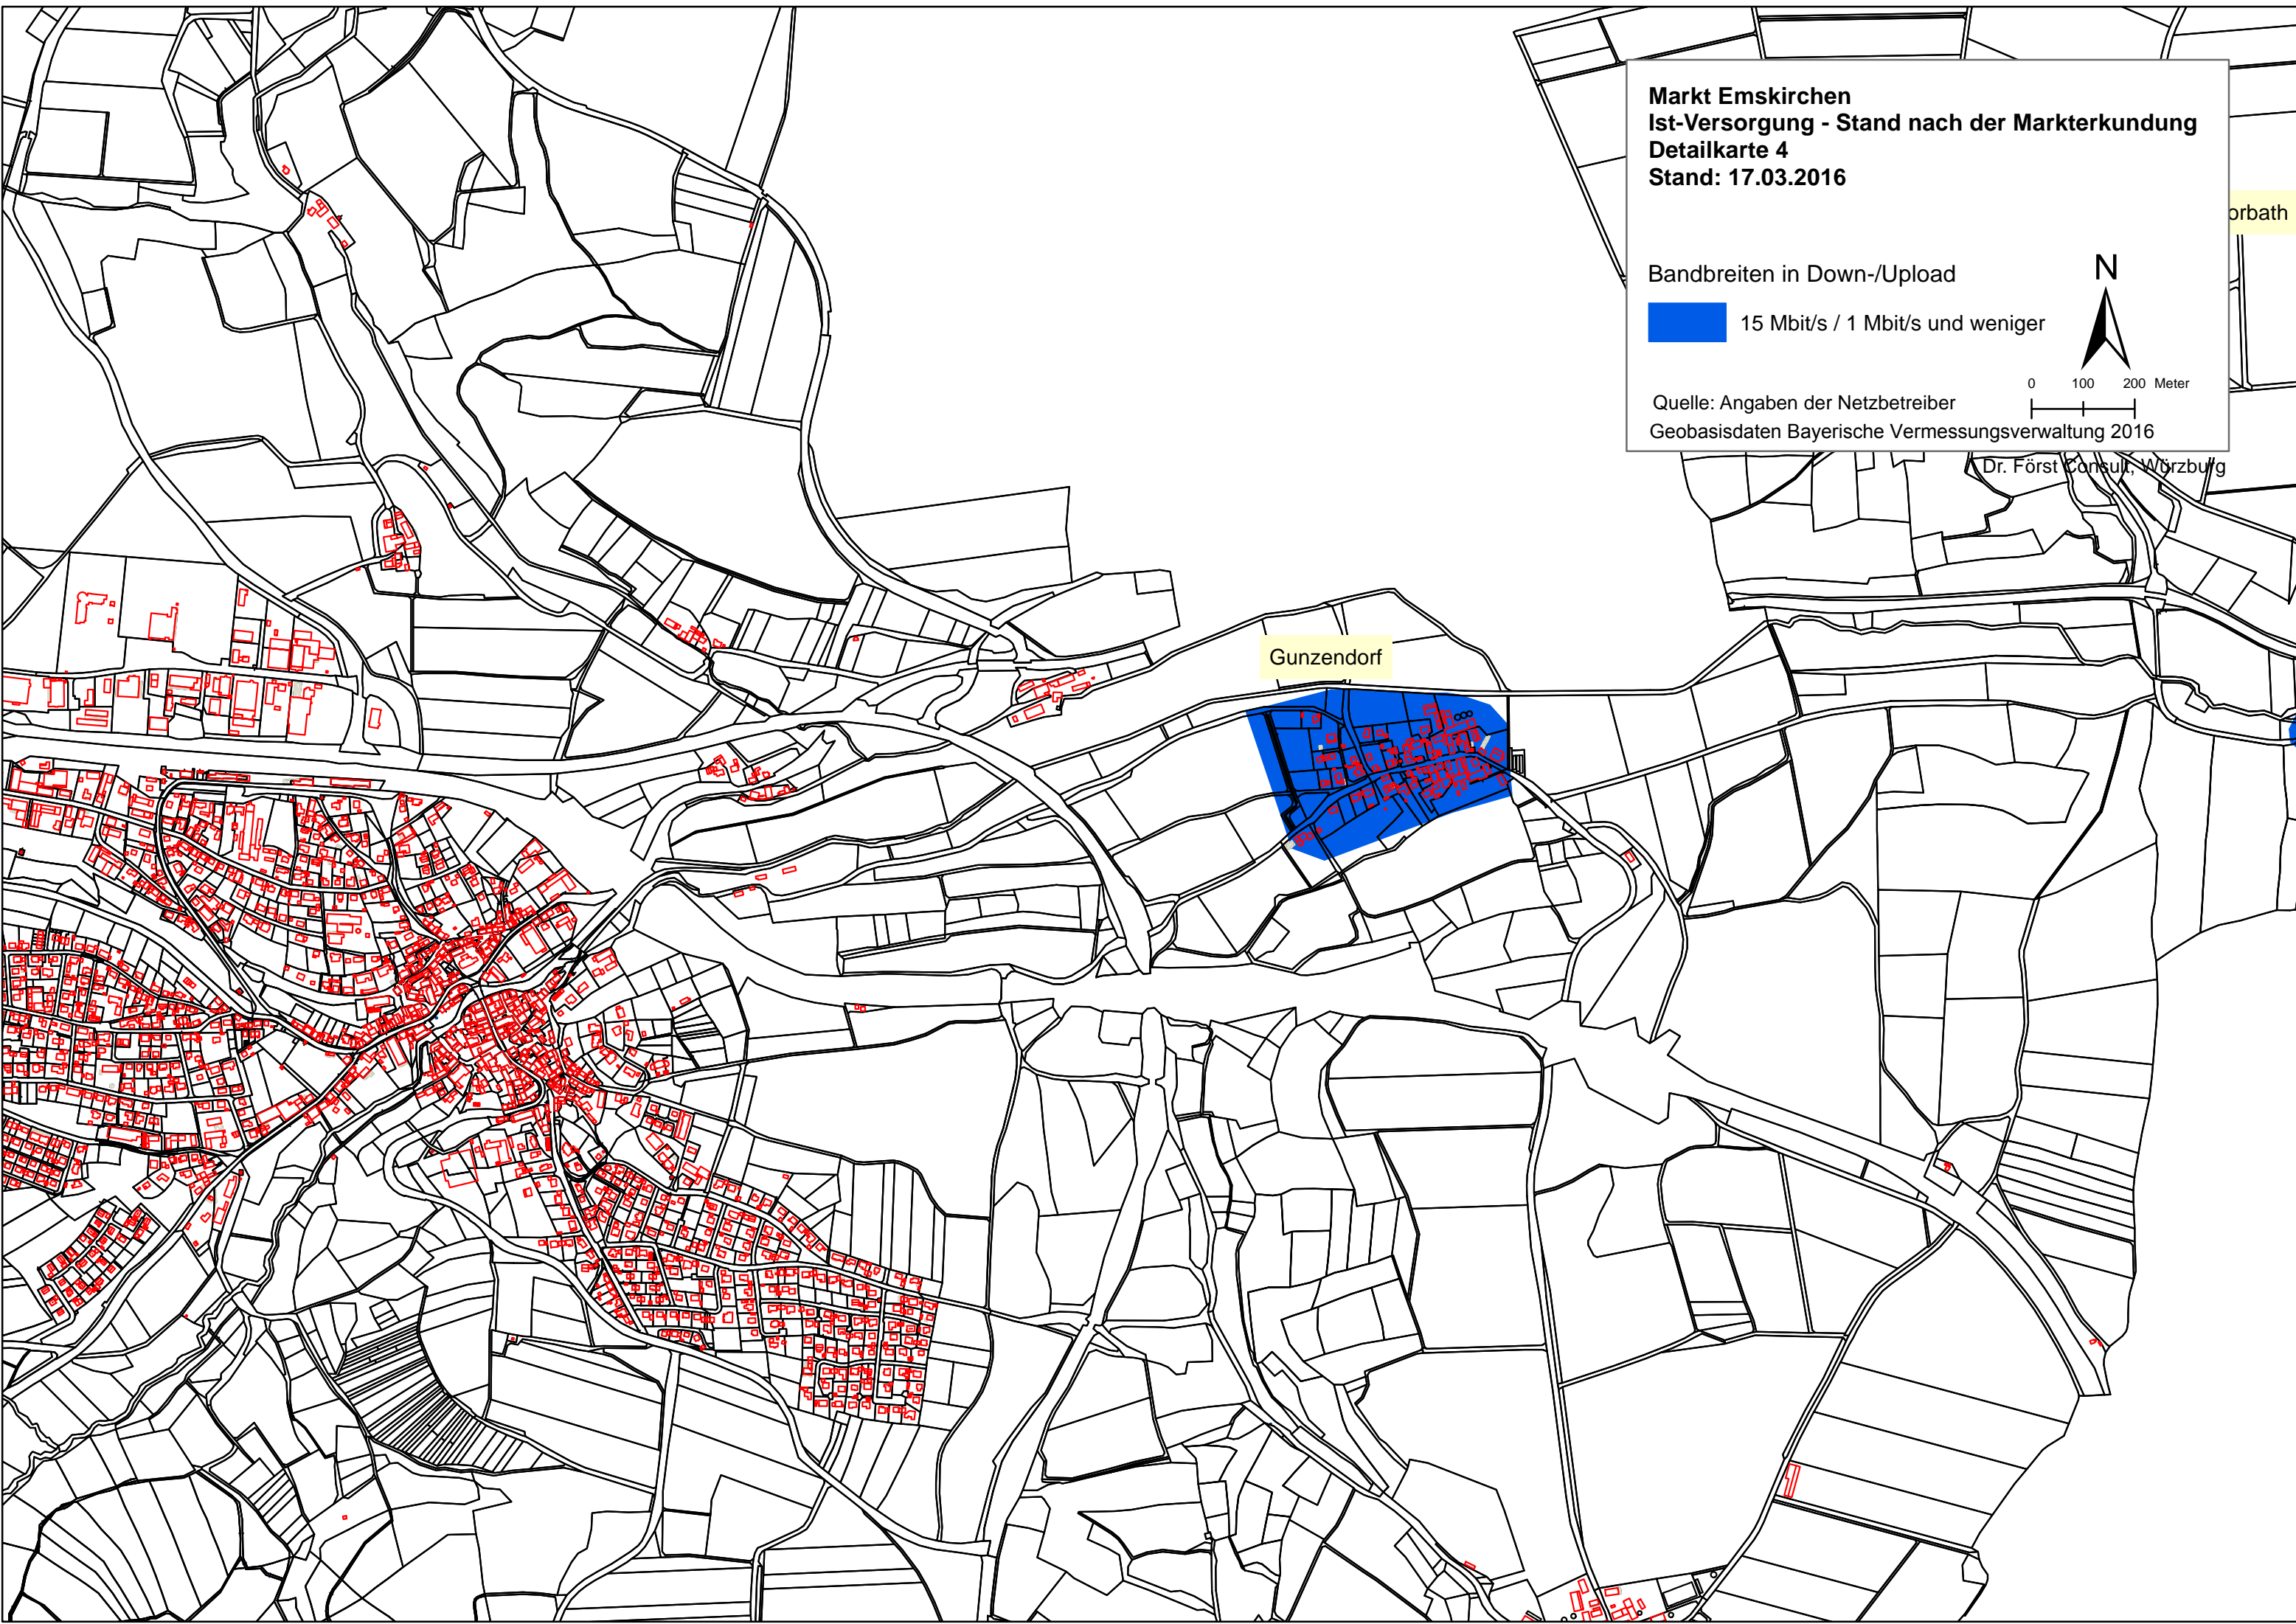 Markt Emskirchen
Ist-Versorgung - Stand nach der Markterkundung
Detailkarte 4
Stand: 17.03.2016
orbath
Bandbreiten in Down-/Upload
N
15 Mbit/s / 1 Mbit/s und weniger
0 100 200 Meter
Quelle: Angaben der Netzbetreiber
Geobasisdaten Bayerische Vermessungsverwaltung 2016
Dr. Först Consult, Würzburg
Gunzendorf